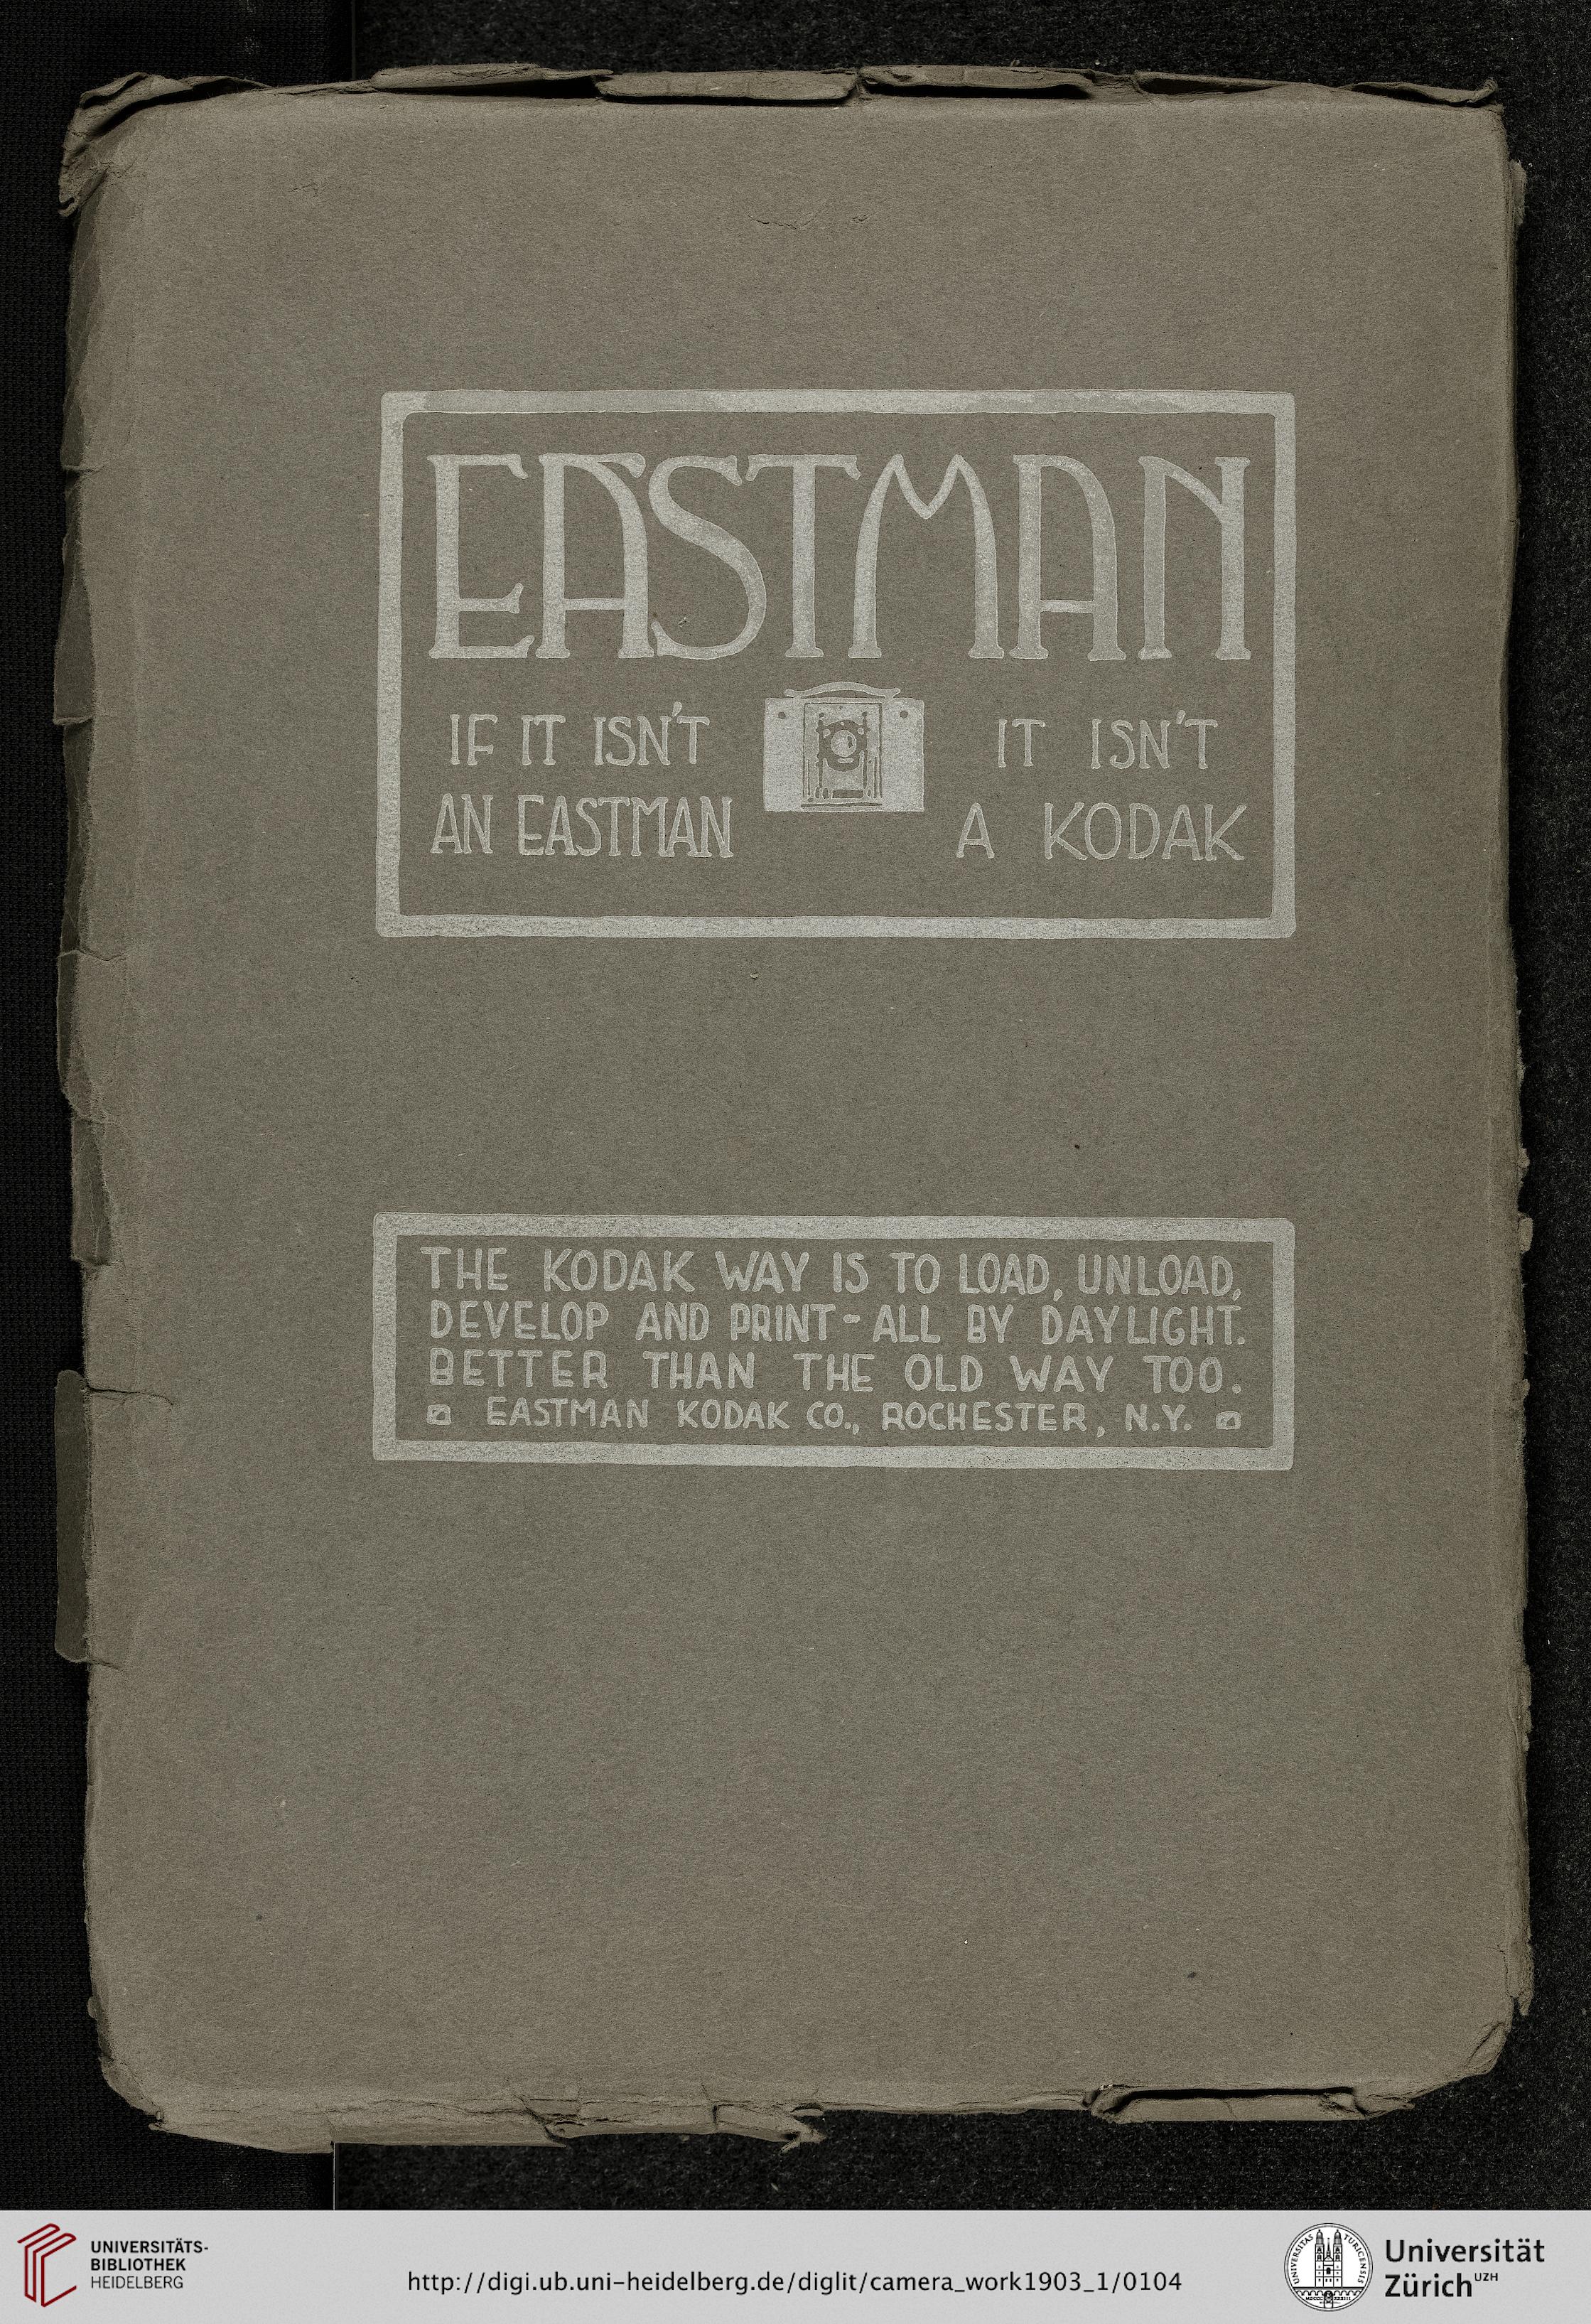 EASTMAN
IF IT ISN'T
AN EASTMAN
IT ISN'T
A KODAK
THE KODAK WAY IS TO LOAD, UNLOAD,
DEVELOP AND PRINT-ALL BY DAYLIGHT.
BETTER THAN THE OLD WAY TOO.
EASTMAN KODAK CO., ROCHESTER, N.Y.
UNIVERSITÄTS-
BIBLIOTHEK
HEIDELBERG
http://digi.ub.uni-heidelberg.de/diglit/camera_work1903_1/0104
UNIVERSITAS TURICENSIS
Universität
Zürich UZH